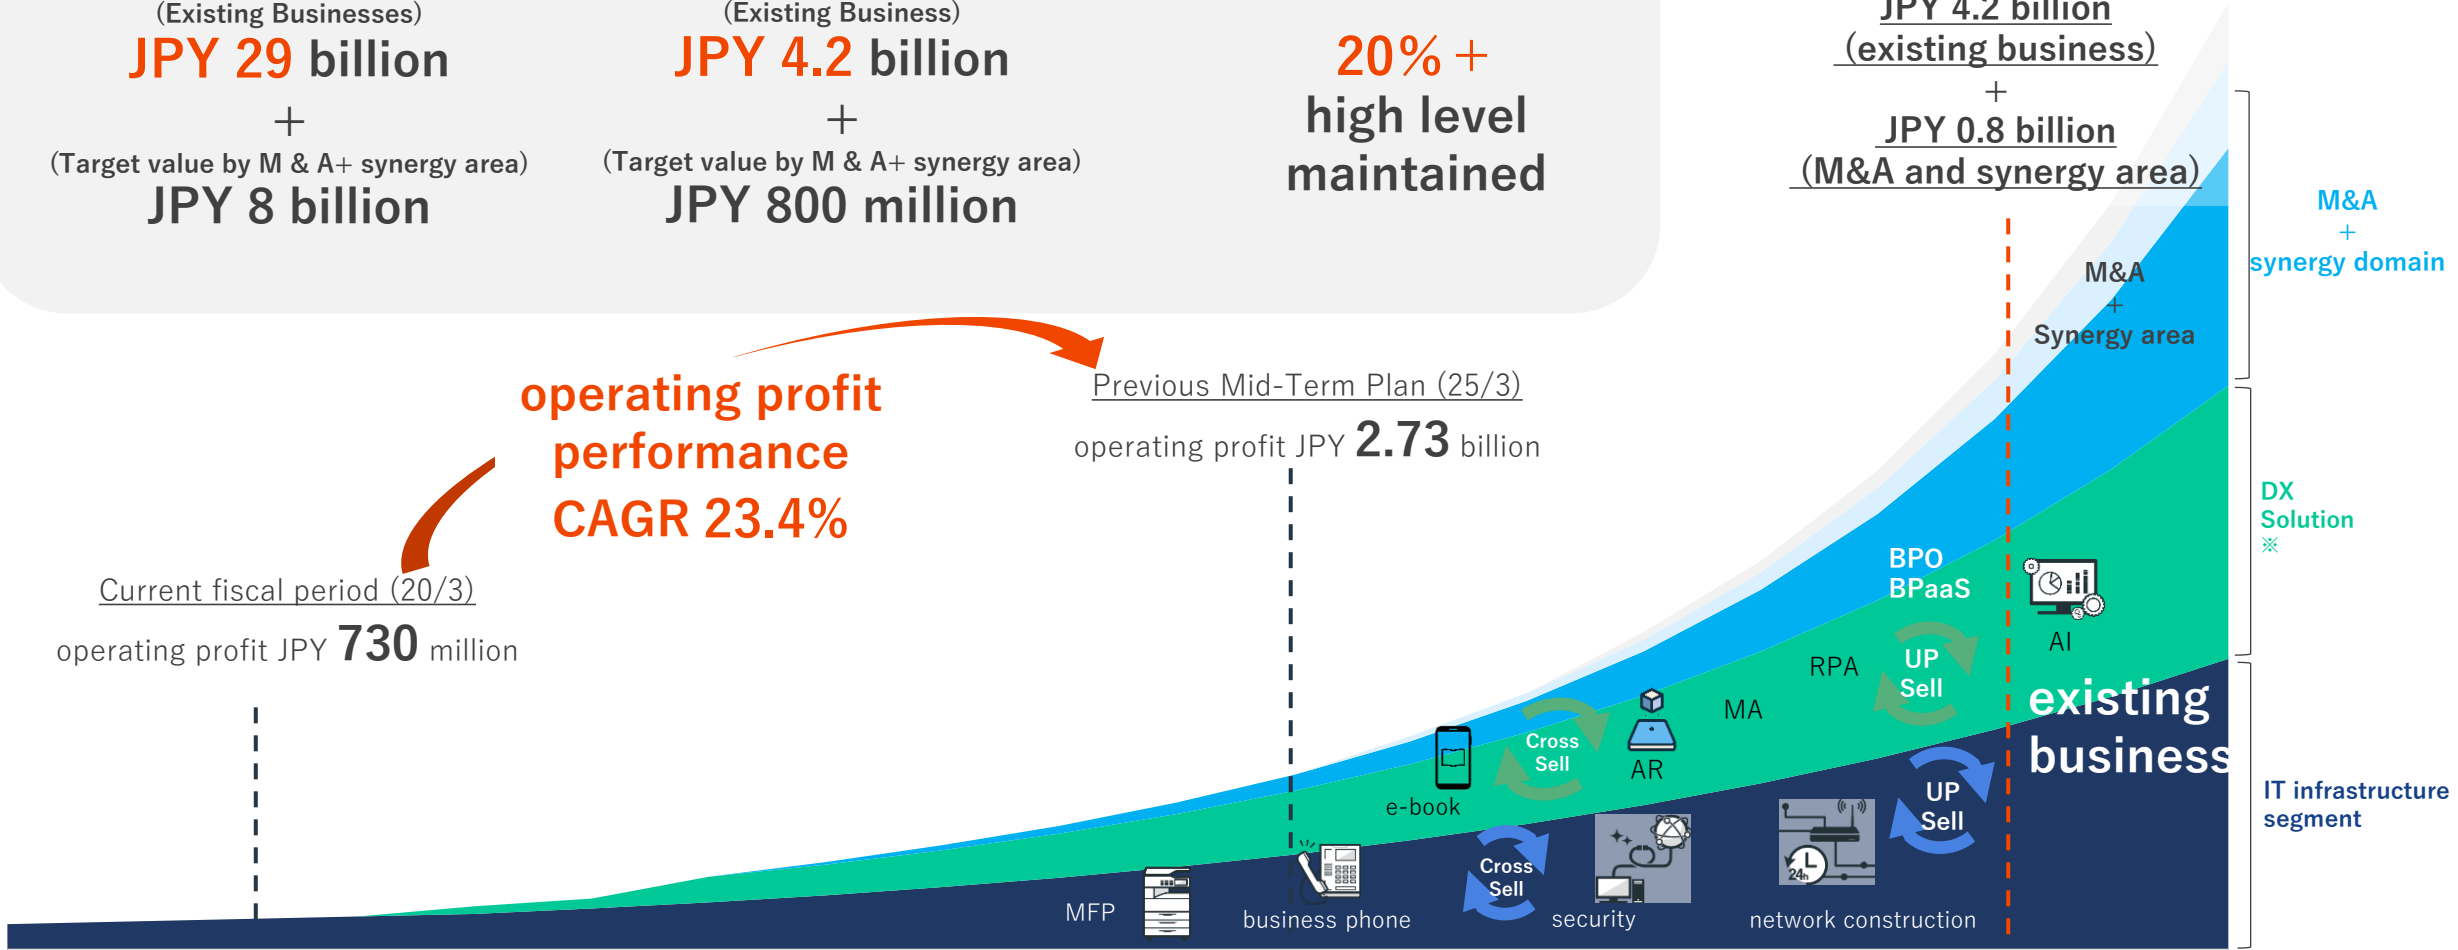 (Existing Businesses)
JPY 29 billion
+
(Target value by M & A+ synergy area)
JPY 8 billion
(Existing Business)
JPY 4.2 billion
+
(Target value by M & A+ synergy area)
JPY 800 million
20% +
high level
maintained
JPY 4.2 billion
(existing business)
+
JPY 0.8 billion
(M&A and synergy area)
M&A
+
synergy domain
M&A
+
Synergy area
operating profit
performance
CAGR 23.4%
Previous Mid-Term Plan (25/3)
operating profit JPY 2.73 billion
Current fiscal period (20/3)
operating profit JPY 730 million
DX
Solution
※
BPO
BPaaS
AI
RPA
UP
Sell
MA
existing
business
Cross
Sell
AR
e-book
UP
Sell
IT infrastructure
segment
Cross
Sell
24h
MFP
business phone
security
network construction